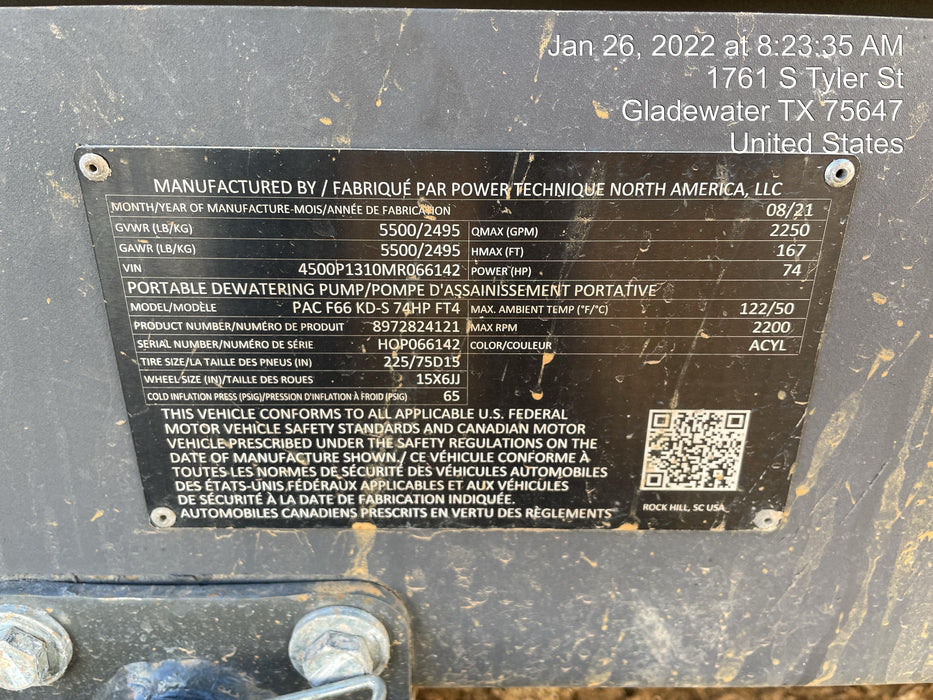 Jan 26, 2022 at 8:23:35 AM
1761 S Tyler St
Gladewater TX 75647
United States
MANUFACTURED BY / FABRIQUÉ PAR POWER TECHNIQUE NORTH AMERICA, LLC
MONTH/YEAR OF MANUFACTURE-MOIS/ANNÉE DE FABRICATION 08/21
GVWR (LB/KG) 5500/2495 QMAX (GPM) 2250
GAWR (LB/KG) 5500/2495 HMAX (FT) 167
VIN 4500P1310MR066142 POWER (HP) 74
PORTABLE DEWATERING PUMP/POMPE D'ASSAINISSEMENT PORTATIVE
MODEL/MODÈLE PAC F66 KD-S 74HP FT4 MAX. AMBIENT TEMP (°F/°C) 122/50
PRODUCT NUMBER/NUMÉRO DE PRODUIT 8972824121 MAX RPM 2200
SERIAL NUMBER/NUMÉRO DE SÉRIE HOP066142 COLOR/COULEUR ACYL
TIRE SIZE/LA TAILLE DES PNEUS (IN) 225/75D15
WHEEL SIZE (IN)/TAILLE DES ROUES 15X6JJ
COLD INFLATION PRESS (PSIG)/PRESSION D'INFLATION À FROID (PSIG) 65
THIS VEHICLE CONFORMS TO ALL APPLICABLE U.S. FEDERAL
MOTOR VEHICLE SAFETY STANDARDS AND CANADIAN MOTOR
VEHICLE PRESCRIBED UNDER THE SAFETY REGULATIONS ON THE
DATE OF MANUFACTURE SHOWN./ CE VÉHICULE CONFORME À
TOUTES LES NORMES DE SÉCURITÉ DES VÉHICULES AUTOMOBILES
DES ÉTATS-UNIS FÉDÉRAUX APPLICABLES ET AUX VÉHICULES
DE SÉCURITÉ À LA DATE DE FABRICATION INDIQUÉE.
AUTOMOBILES CANADIENS PRESCRITS EN VERTU DES RÈGLEMENTS
ROCK HILL, SC USA